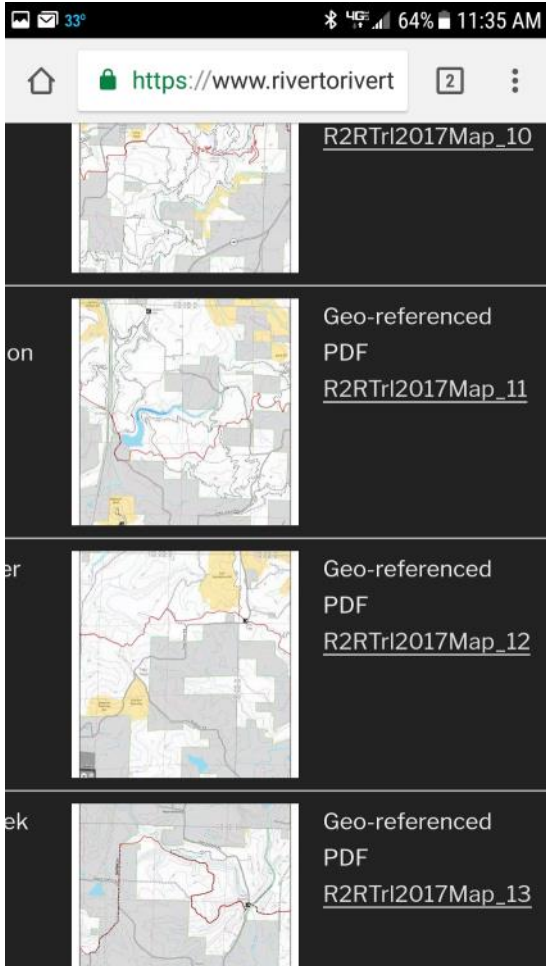 33°
4G 64% 11:35 AM
https://www.rivertorivert
2
R2RTrl2017Map_10
on
Geo-referenced
PDF
R2RTrl2017Map_11
er
Geo-referenced
PDF
R2RTrl2017Map_12
ek
Geo-referenced
PDF
R2RTrl2017Map_13